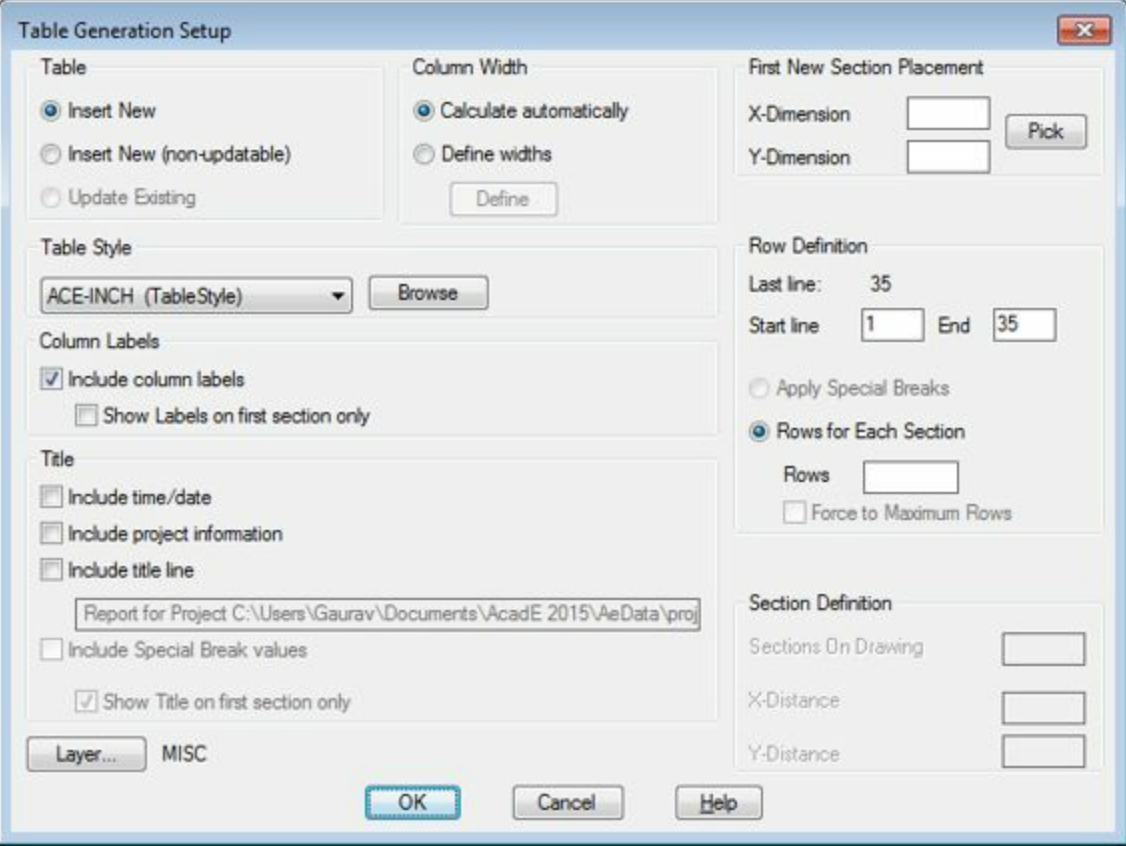 Table Generation Setup
Table
Insert New
Insert New (non-updatable)
Update Existing
Column Width
Calculate automatically
Define widths
Define
First New Section Placement
X-Dimension
Y-Dimension
Pick
Table Style
ACE-INCH (TableStyle)
Browse
Column Labels
Include column labels
Show Labels on first section only
Title
Include time/date
Include project information
Include title line
Report for Project C:\Users\Gaurav\Documents\AcadE 2015\AeData\proj
Include Special Break values
Show Title on first section only
Layer... MISC
Row Definition
Last line: 35
Start line 1 End 35
Apply Special Breaks
Rows for Each Section
Rows
Force to Maximum Rows
Section Definition
Sections On Drawing
X-Distance
Y-Distance
OK Cancel Help